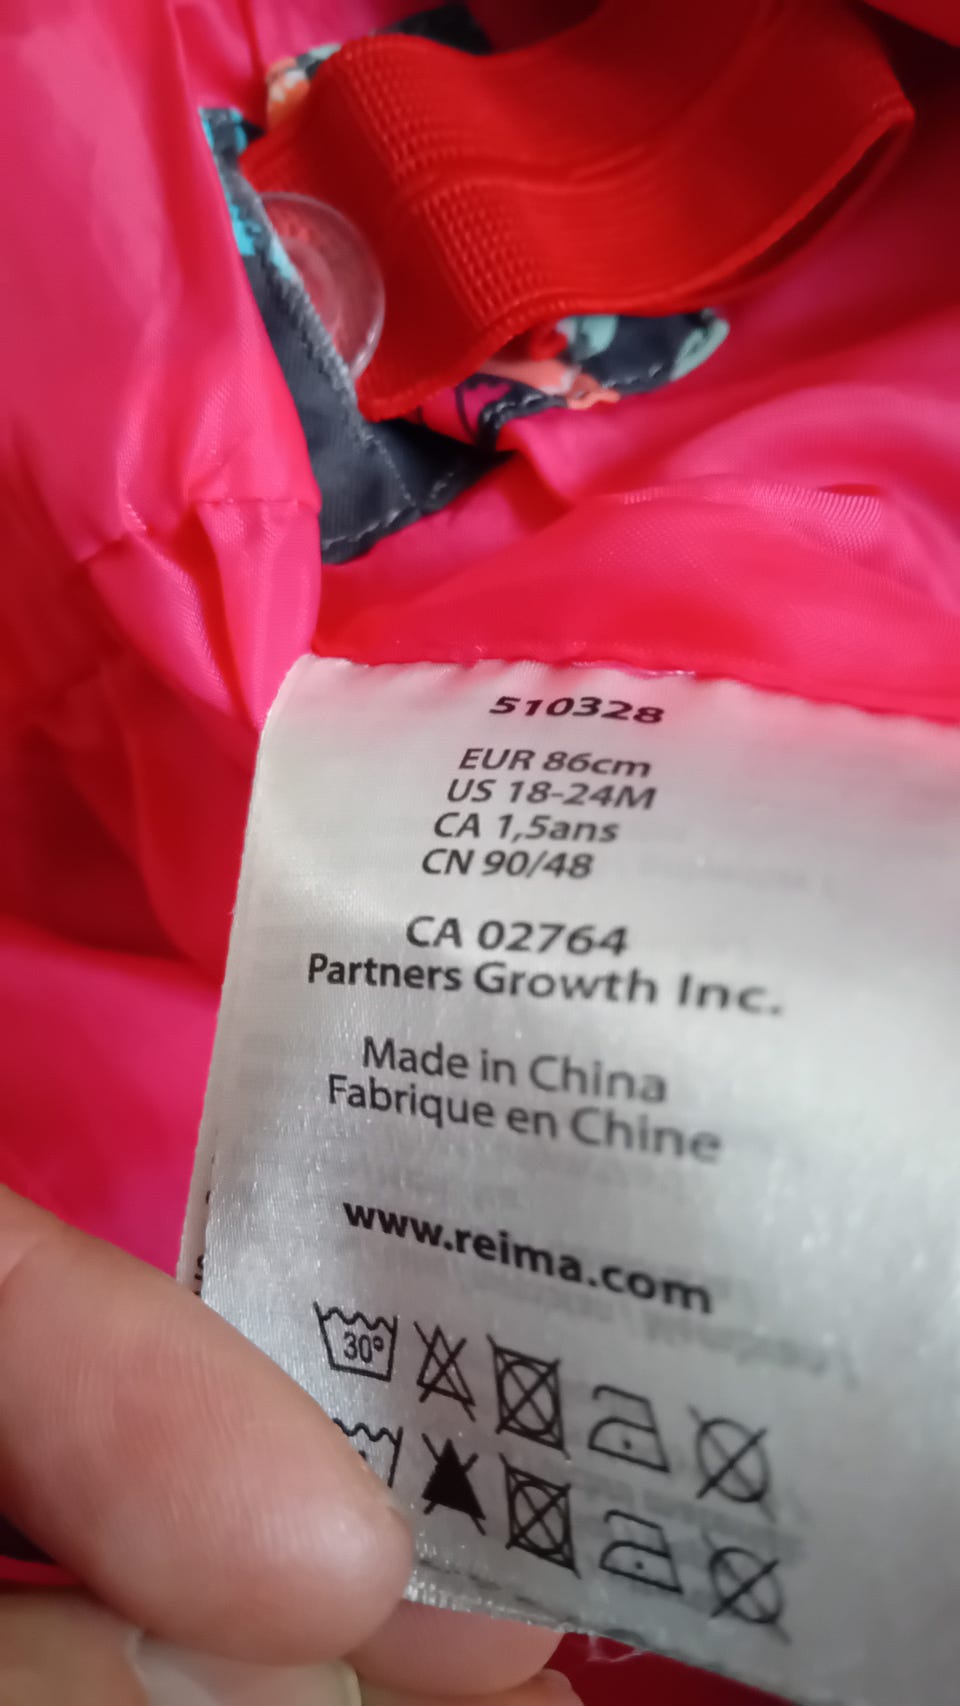 510328
EUR 86cm
US 18-24M
CA 1,5ans
CN 90/48
CA 02764
Partners Growth Inc.
Made in China
Fabrique en Chine
www.reima.com
30°